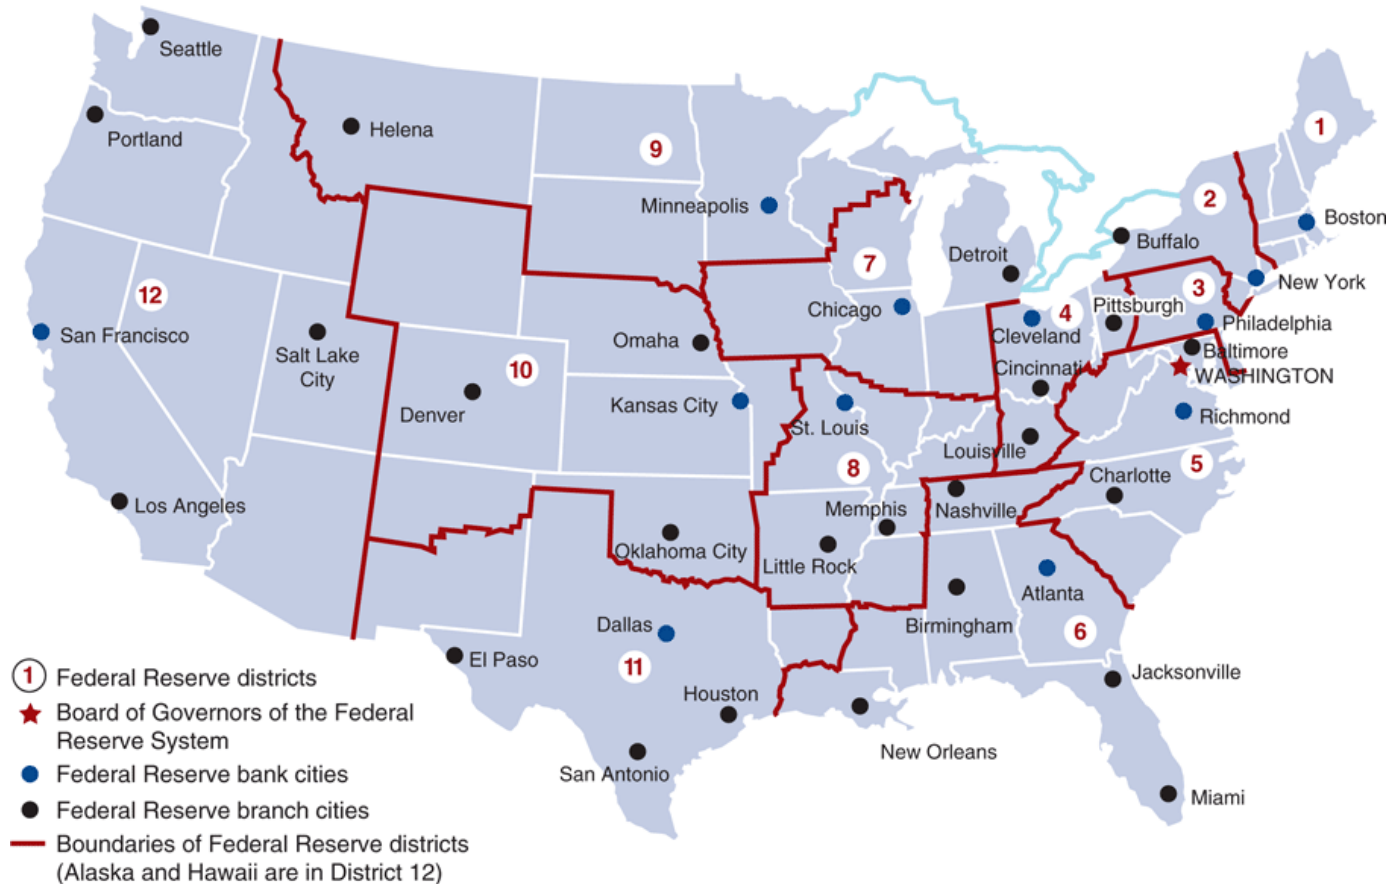 Seattle
Portland
Helena
9
1
Minneapolis
2
Boston
Buffalo
Detroit
7
12
3
New York
Pittsburgh
4
Chicago
San Francisco
Cleveland
Philadelphia
Omaha
Baltimore
Salt Lake
City
10
Cincinnati
WASHINGTON
Denver
Kansas City
St. Louis
Richmond
Louisville
8
5
Charlotte
Los Angeles
Memphis
Nashville
Oklahoma City
Little Rock
Atlanta
Dallas
Birmingham
6
El Paso
11
Jacksonville
Houston
New Orleans
San Antonio
Miami
1 Federal Reserve districts
Board of Governors of the Federal
Reserve System
Federal Reserve bank cities
Federal Reserve branch cities
Boundaries of Federal Reserve districts
(Alaska and Hawaii are in District 12)